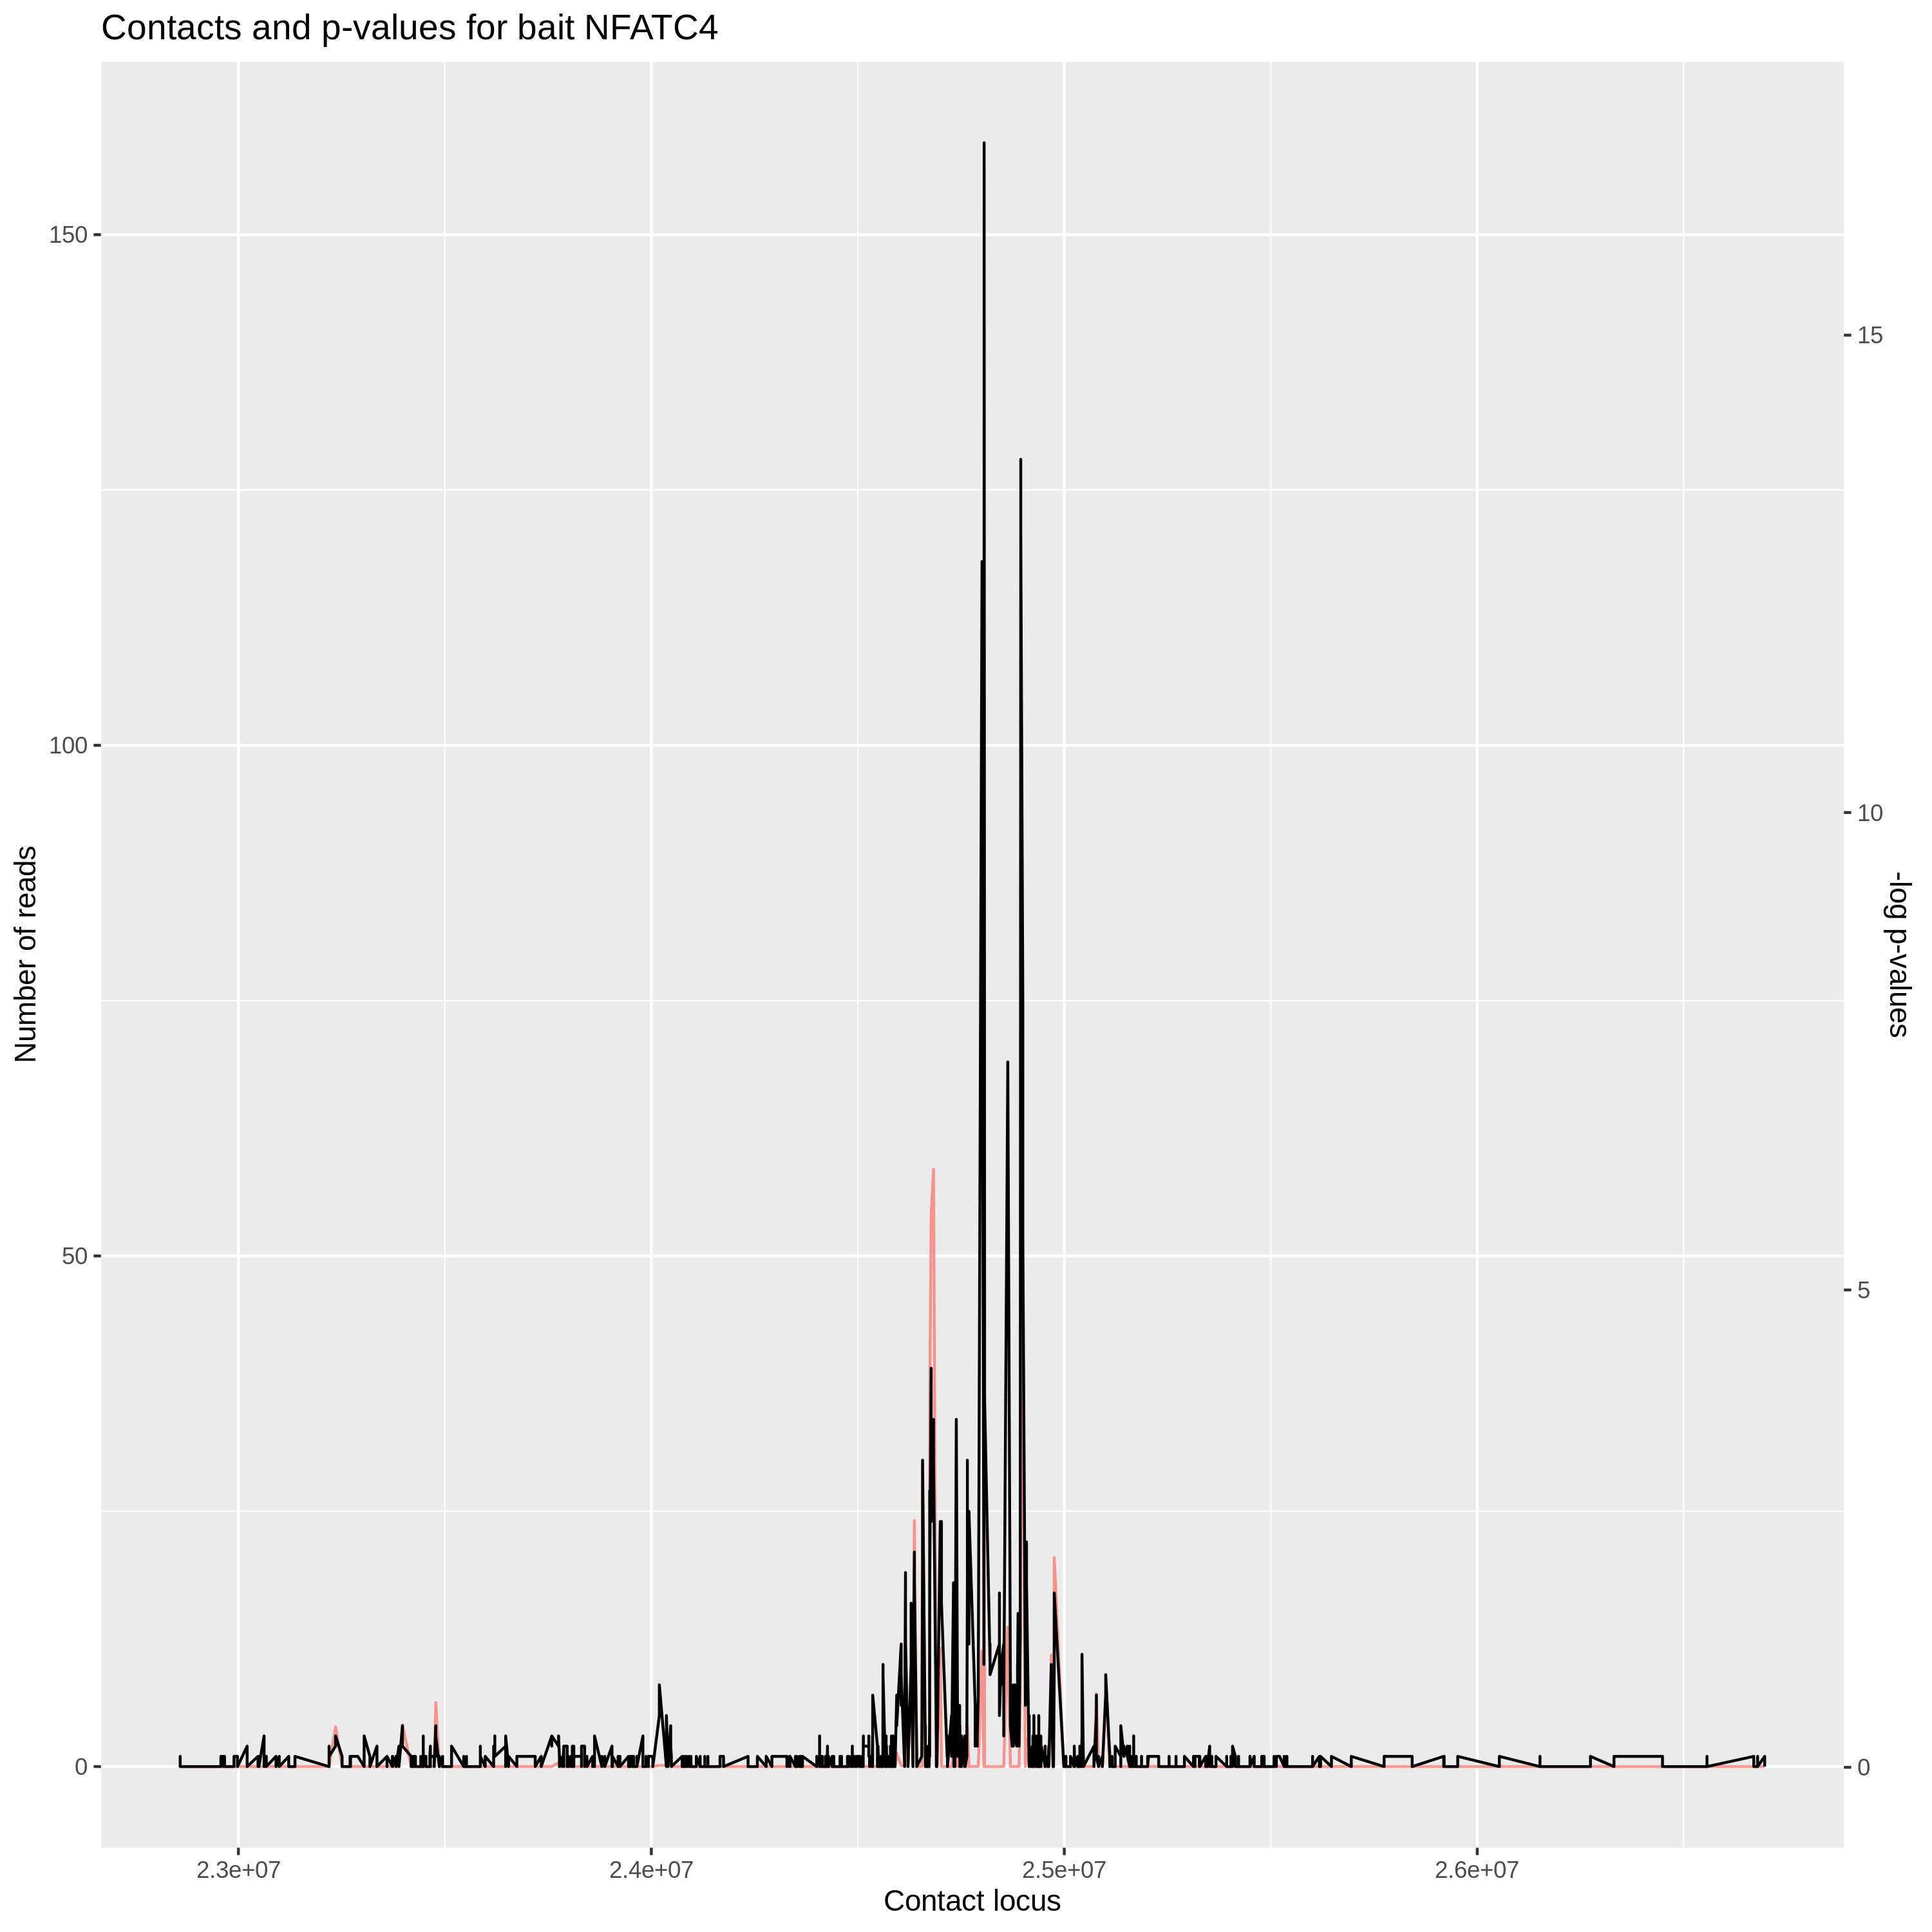 Contacts and p-values for bait NFATC4
150
100
50
0
Number of reads
15
10
5
0
-log p-values
2.3e+07
2.4e+07
2.5e+07
2.6e+07
Contact locus